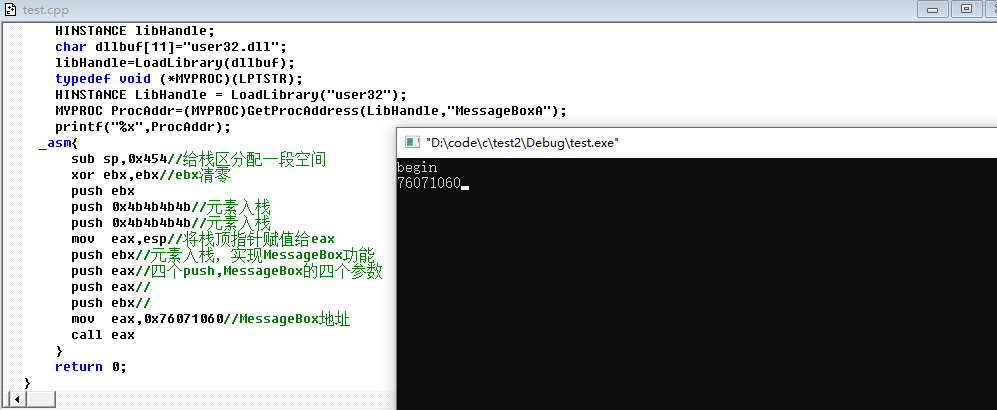 test.cpp
HINSTANCE libHandle;
char dllbuf[11]="user32.dll";
libHandle=LoadLibrary(dllbuf);
typedef void (*MYPROC)(LPTSTR);
HINSTANCE LibHandle = LoadLibrary("user32");
MYPROC ProcAddr=(MYPROC)GetProcAddress(LibHandle,"MessageBoxA");
printf("%x",ProcAddr);
_asm{
sub sp,0x454//给栈区分配一段空间
xor ebx,ebx//ebx清零
push ebx
push 0x4b4b4b4b//元素入栈
push 0x4b4b4b4b//元素入栈
mov eax,esp//将栈顶指针赋值给eax
push ebx//元素入栈，实现MessageBox功能
push eax//四个push,MessageBox的四个参数
push eax//
push ebx//
mov eax,0x76071060//MessageBox地址
call eax
}
return 0;
}
"D:\code\c\test2\Debug\test.exe"
begin
76071060